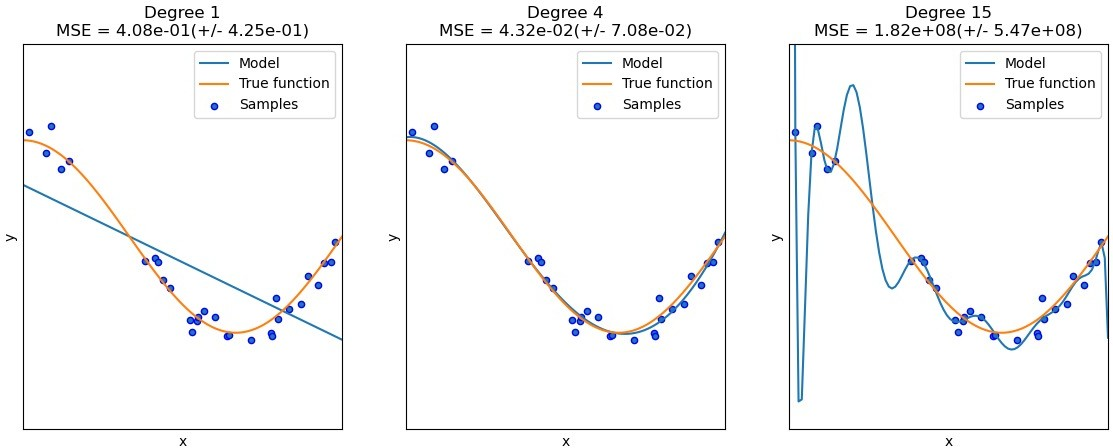 Degree 1
MSE = 4.08e-01(+/- 4.25e-01)
Model
True function
Samples
y
x
Degree 4
MSE = 4.32e-02(+/- 7.08e-02)
Model
True function
Samples
y
x
Degree 15
MSE = 1.82e+08(+/- 5.47e+08)
Model
True function
Samples
y
x